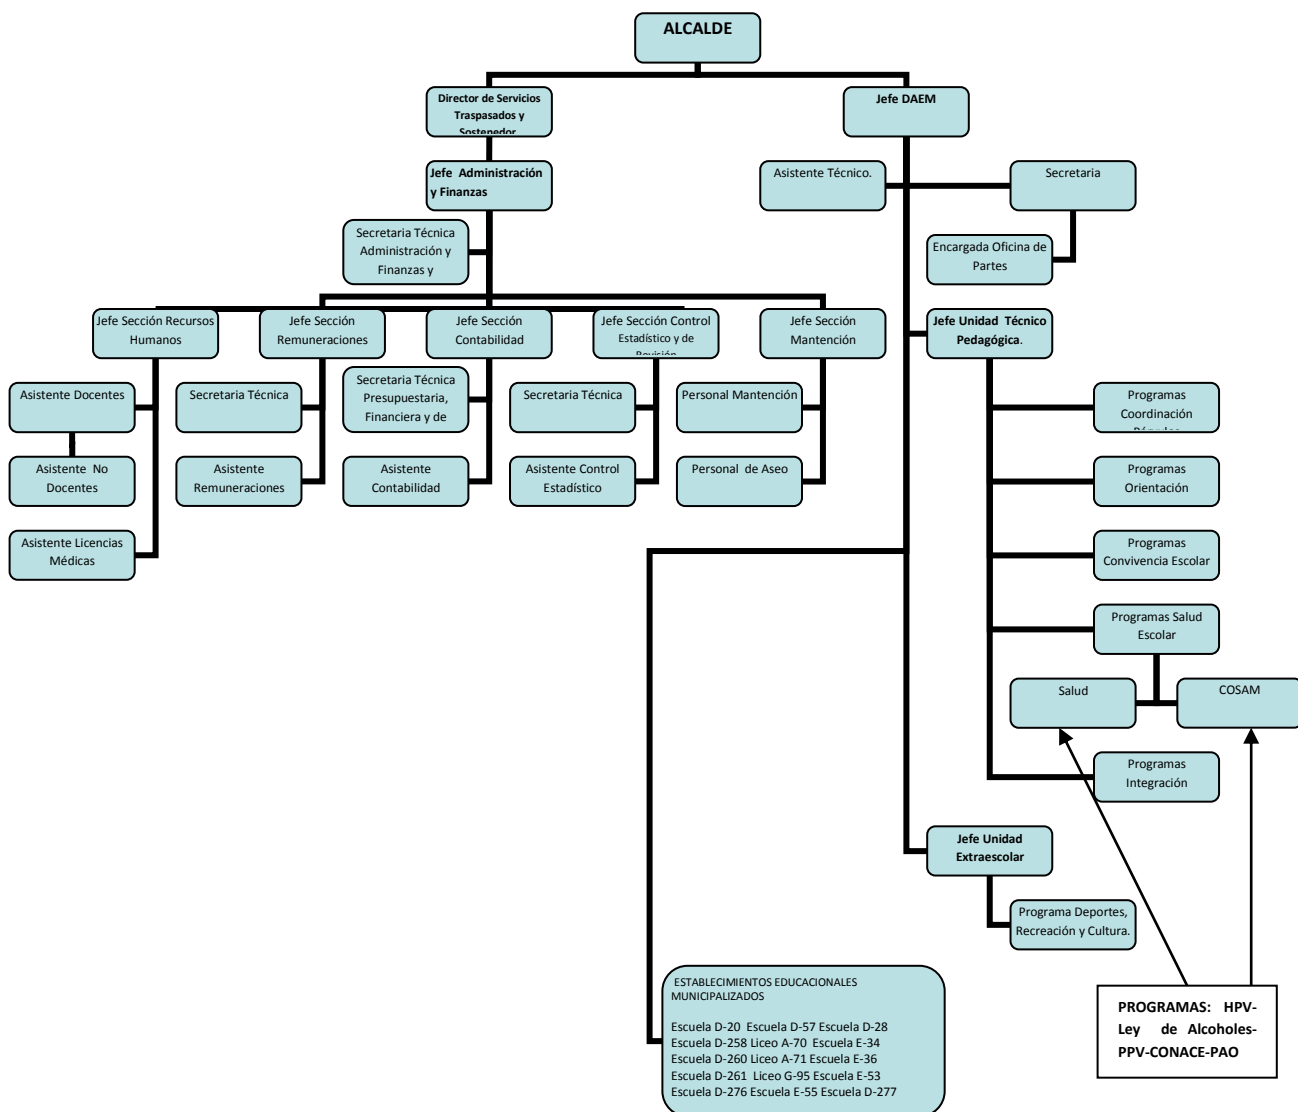 ALCALDE
Director de Servicios
Traspasados y
Sostenedor
Jefe DAEM
Jefe Administración
y Finanzas
Asistente Técnico.
Secretaria
Secretaria Técnica
Administración y
Finanzas y
Encargada Oficina de
Partes
Jefe Sección Recursos
Humanos
Jefe Sección
Remuneraciones
Jefe Sección
Contabilidad
Jefe Sección Control
Estadístico y de
Revisión
Jefe Sección
Mantención
Jefe Unidad Técnico
Pedagógica.
Asistente Docentes
Secretaria Técnica
Secretaria Técnica
Presupuestaria,
Financiera y de
Secretaria Técnica
Personal Mantención
Programas
Coordinación
Asistente No
Docentes
Asistente
Remuneraciones
Asistente
Contabilidad
Asistente Control
Estadístico
Personal de Aseo
Programas
Orientación
Asistente Licencias
Médicas
Programas
Convivencia Escolar
Programas Salud
Escolar
Salud
COSAM
Programas
Integración
Jefe Unidad
Extraescolar
Programa Deportes,
Recreación y Cultura.
ESTABLECIMIENTOS EDUCACIONALES
MUNICIPALIZADOS
Escuela D-20 Escuela D-57 Escuela D-28
Escuela D-258 Liceo A-70 Escuela E-34
Escuela D-260 Liceo A-71 Escuela E-36
Escuela D-261 Liceo G-95 Escuela E-53
Escuela D-276 Escuela E-55 Escuela D-277
PROGRAMAS: HPV-
Ley de Alcoholes-
PPV-CONACE-PAO